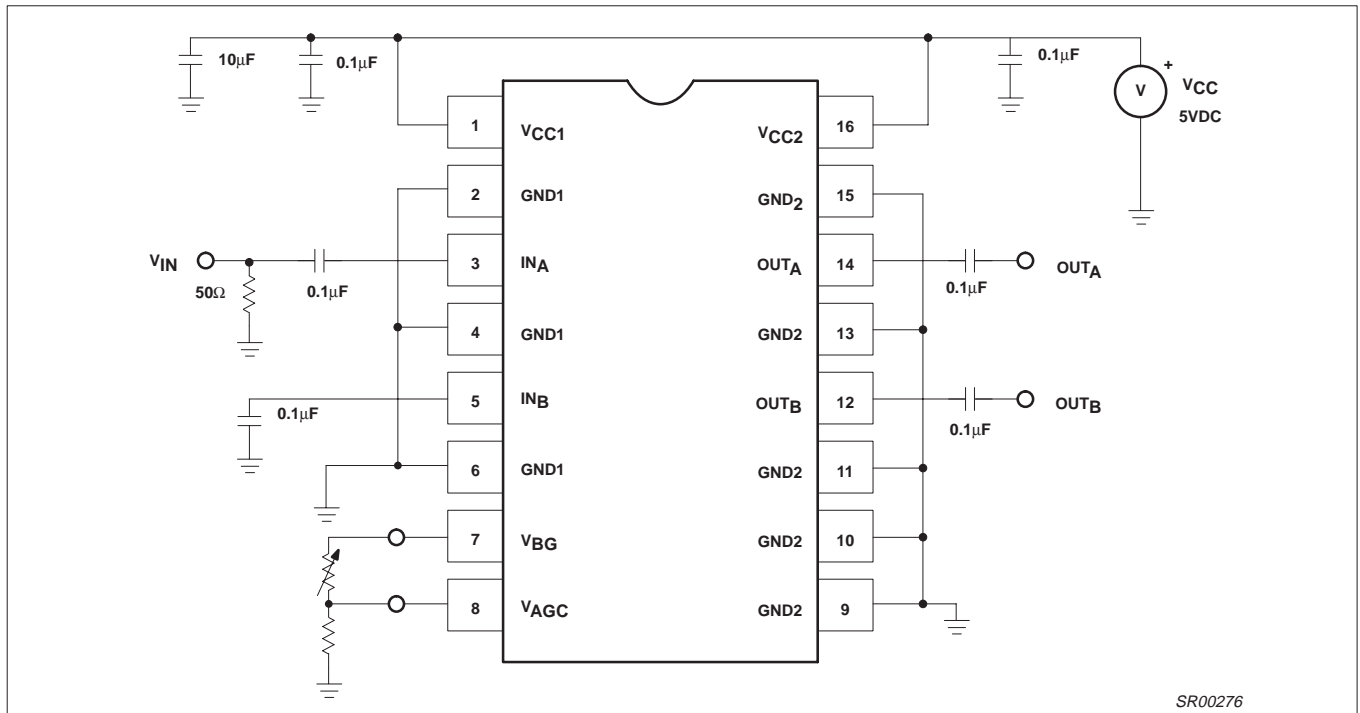 10μF
0.1μF
0.1μF
+
V
VCC
5VDC
1
VCC1
VCC2
16
2
GND1
GND2
15
VIN
50Ω
0.1μF
3
INA
OUTA
14
0.1μF
OUTA
4
GND1
GND2
13
0.1μF
5
INB
OUTB
12
0.1μF
OUTB
6
GND1
GND2
11
7
VBG
GND2
10
8
VAGC
GND2
9
SR00276